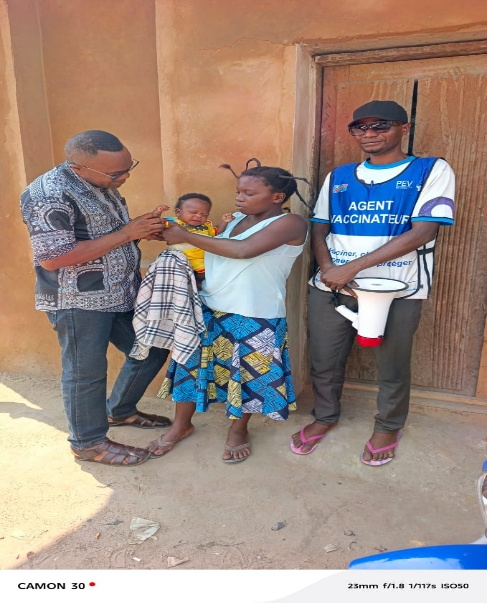 PEV
AGENT
VACCINATEUR
CAMON 30
23mm f/1.8 1/117s ISO50